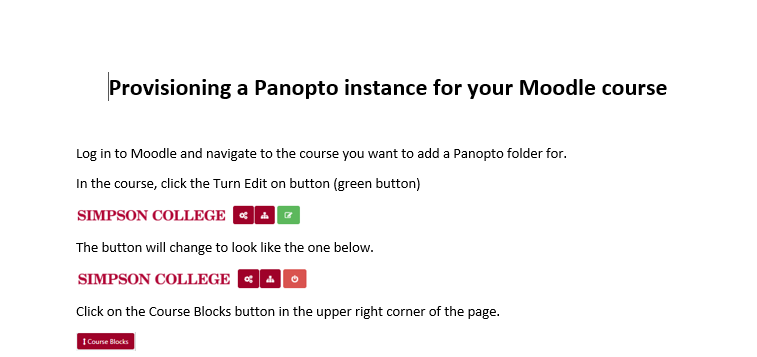 Provisioning a Panopto instance for your Moodle course
Log in to Moodle and navigate to the course you want to add a Panopto folder for.
In the course, click the Turn Edit on button (green button)
SIMPSON COLLEGE
The button will change to look like the one below.
SIMPSON COLLEGE
Click on the Course Blocks button in the upper right corner of the page.
Course Blocks